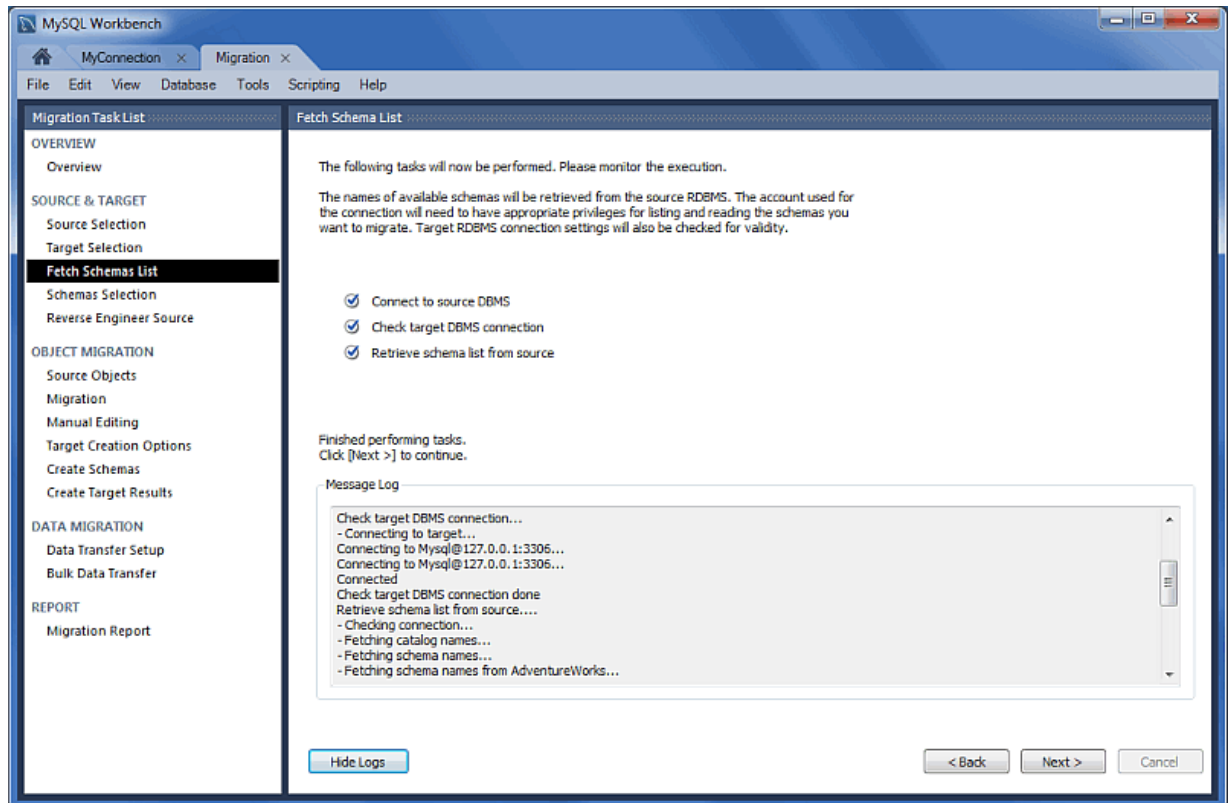 MySQL Workbench
MyConnection
Migration
File Edit View Database Tools Scripting Help
Migration Task List
OVERVIEW
Overview
SOURCE & TARGET
Source Selection
Target Selection
Fetch Schemas List
Schemas Selection
Reverse Engineer Source
OBJECT MIGRATION
Source Objects
Migration
Manual Editing
Target Creation Options
Create Schemas
Create Target Results
DATA MIGRATION
Data Transfer Setup
Bulk Data Transfer
REPORT
Migration Report
Fetch Schema List
The following tasks will now be performed. Please monitor the execution.
The names of available schemas will be retrieved from the source RDBMS. The account used for
the connection will need to have appropriate privileges for listing and reading the schemas you
want to migrate. Target RDBMS connection settings will also be checked for validity.
Connect to source DBMS
Check target DBMS connection
Retrieve schema list from source
Finished performing tasks.
Click [Next >] to continue.
Message Log
Check target DBMS connection...
- Connecting to target...
Connecting to Mysql@127.0.0.1:3306...
Connecting to Mysql@127.0.0.1:3306...
Connected
Check target DBMS connection done
Retrieve schema list from source....
- Checking connection...
- Fetching catalog names...
- Fetching schema names...
- Fetching schema names from AdventureWorks...
Hide Logs
< Back
Next >
Cancel